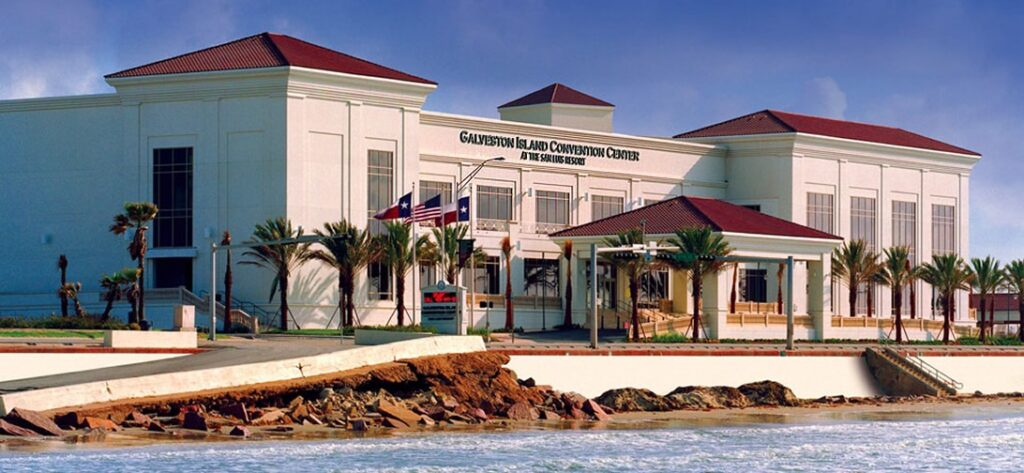 GALVESTON ISLAND CONVENTION CENTER
AT THE SAN LUIS RESORT